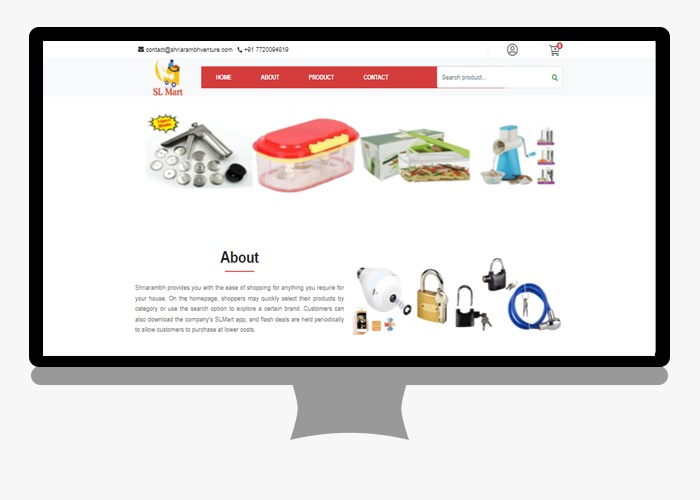 contact@shriarambhventure.com +91 7720094819
0
SL Mart
HOME ABOUT PRODUCT CONTACT Search product...
About
Shriarambh provides you with the ease of shopping for anything you require for
your house. On the homepage, shoppers may quickly select their products by
category or use the search option to explore a certain brand. Customers can
also download the company's SLMart app, and flash deals are held periodically
to allow customers to purchase at lower costs.
WiFi